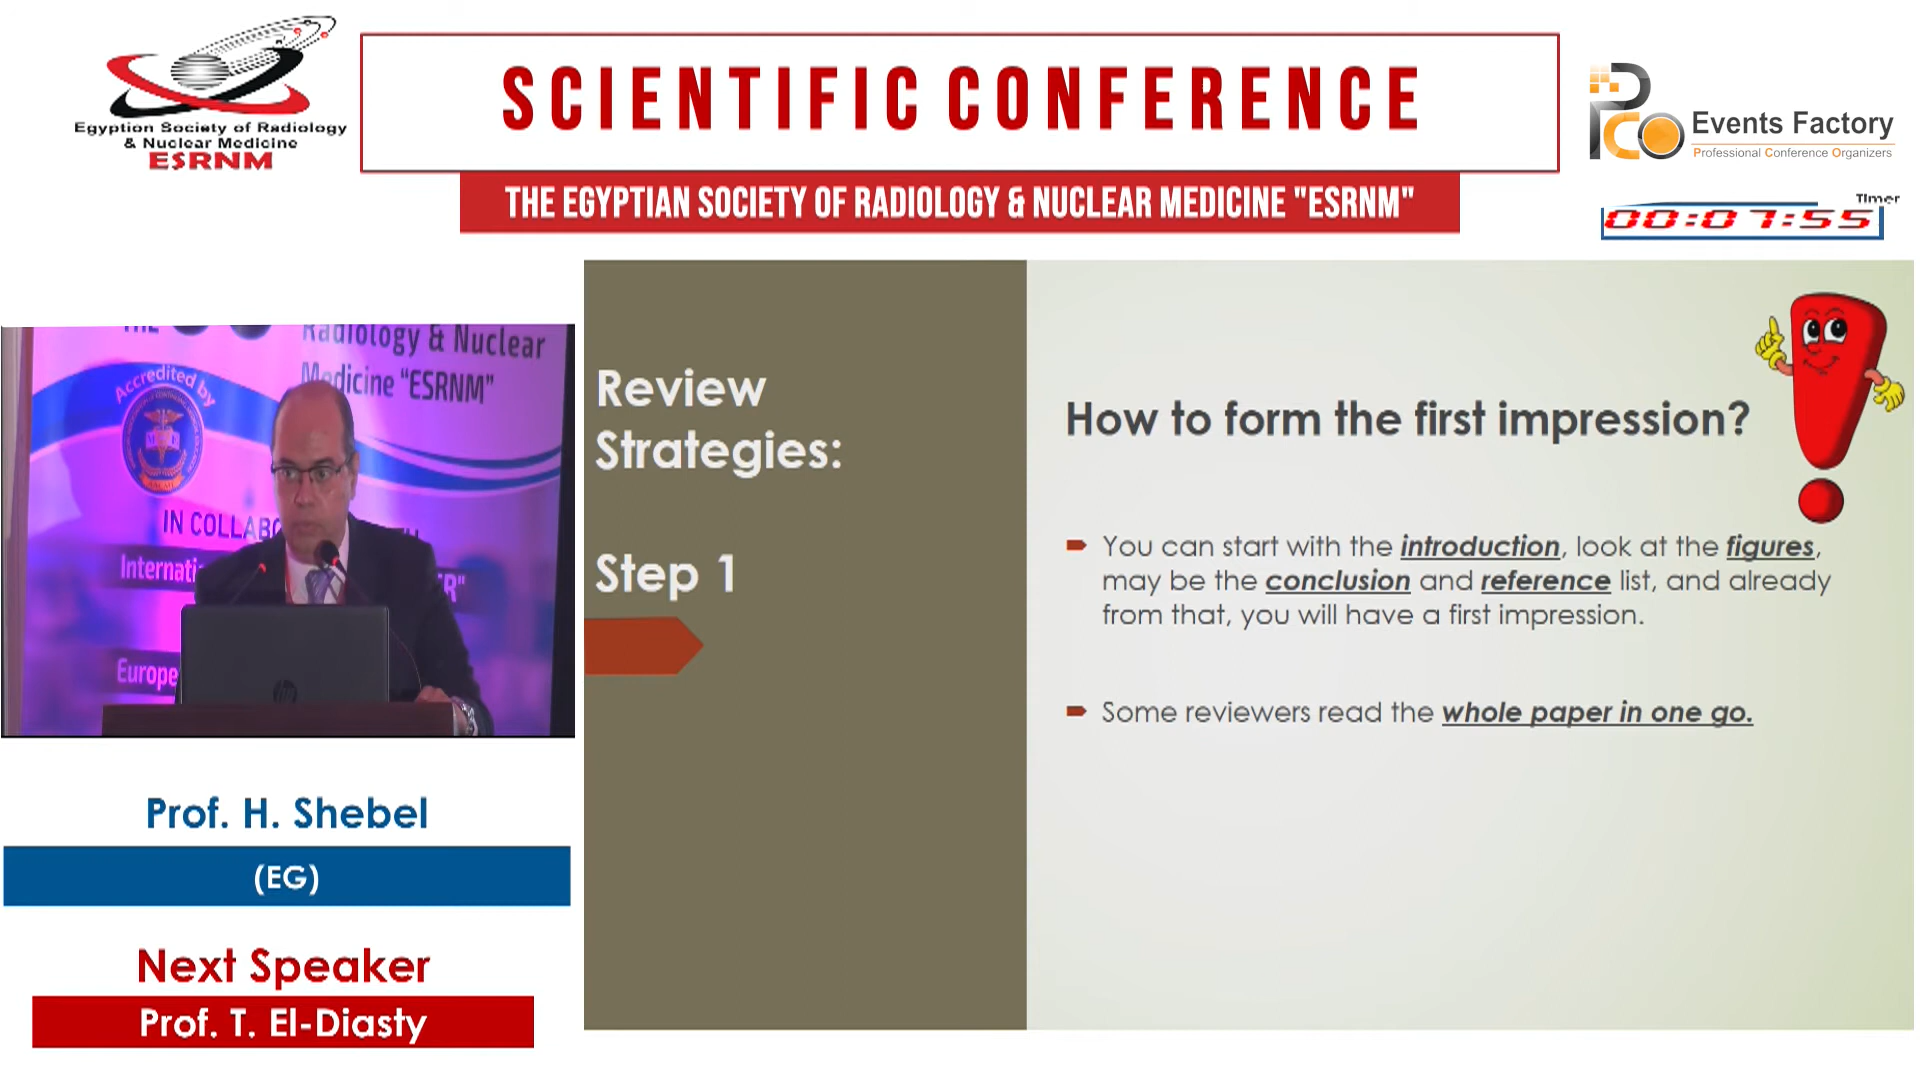 Egyptian Society of Radiology
& Nuclear Medicine
ESRNM
SCIENTIFIC CONFERENCE
THE EGYPTIAN SOCIETY OF RADIOLOGY & NUCLEAR MEDICINE "ESRNM"
PCO
Events Factory
Professional Conference Organizers
Timer
00:07:55
Radiology & Nuclear
Medicine "ESRNM"
Accredited by
IN COLLABO
Internati
Europe
Review
Strategies:
Step 1
How to form the first impression?
You can start with the introduction, look at the figures,
may be the conclusion and reference list, and already
from that, you will have a first impression.
Some reviewers read the whole paper in one go.
Prof. H. Shebel
(EG)
Next Speaker
Prof. T. El-Diasty